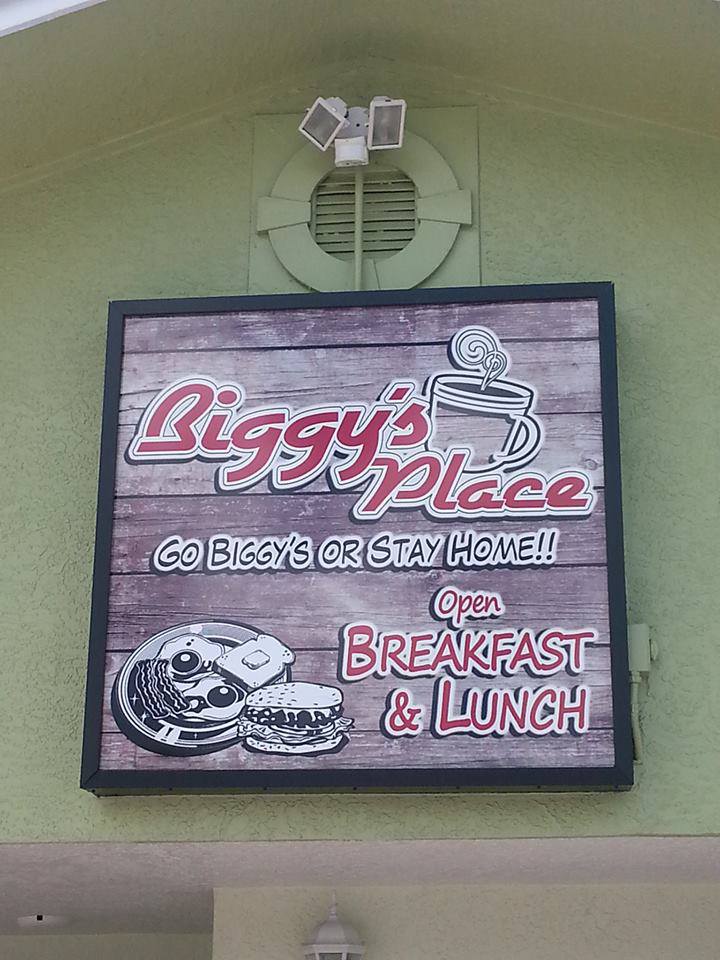 Biggy's
Place
Go Biggy's or Stay Home!!
Open
Breakfast
& Lunch